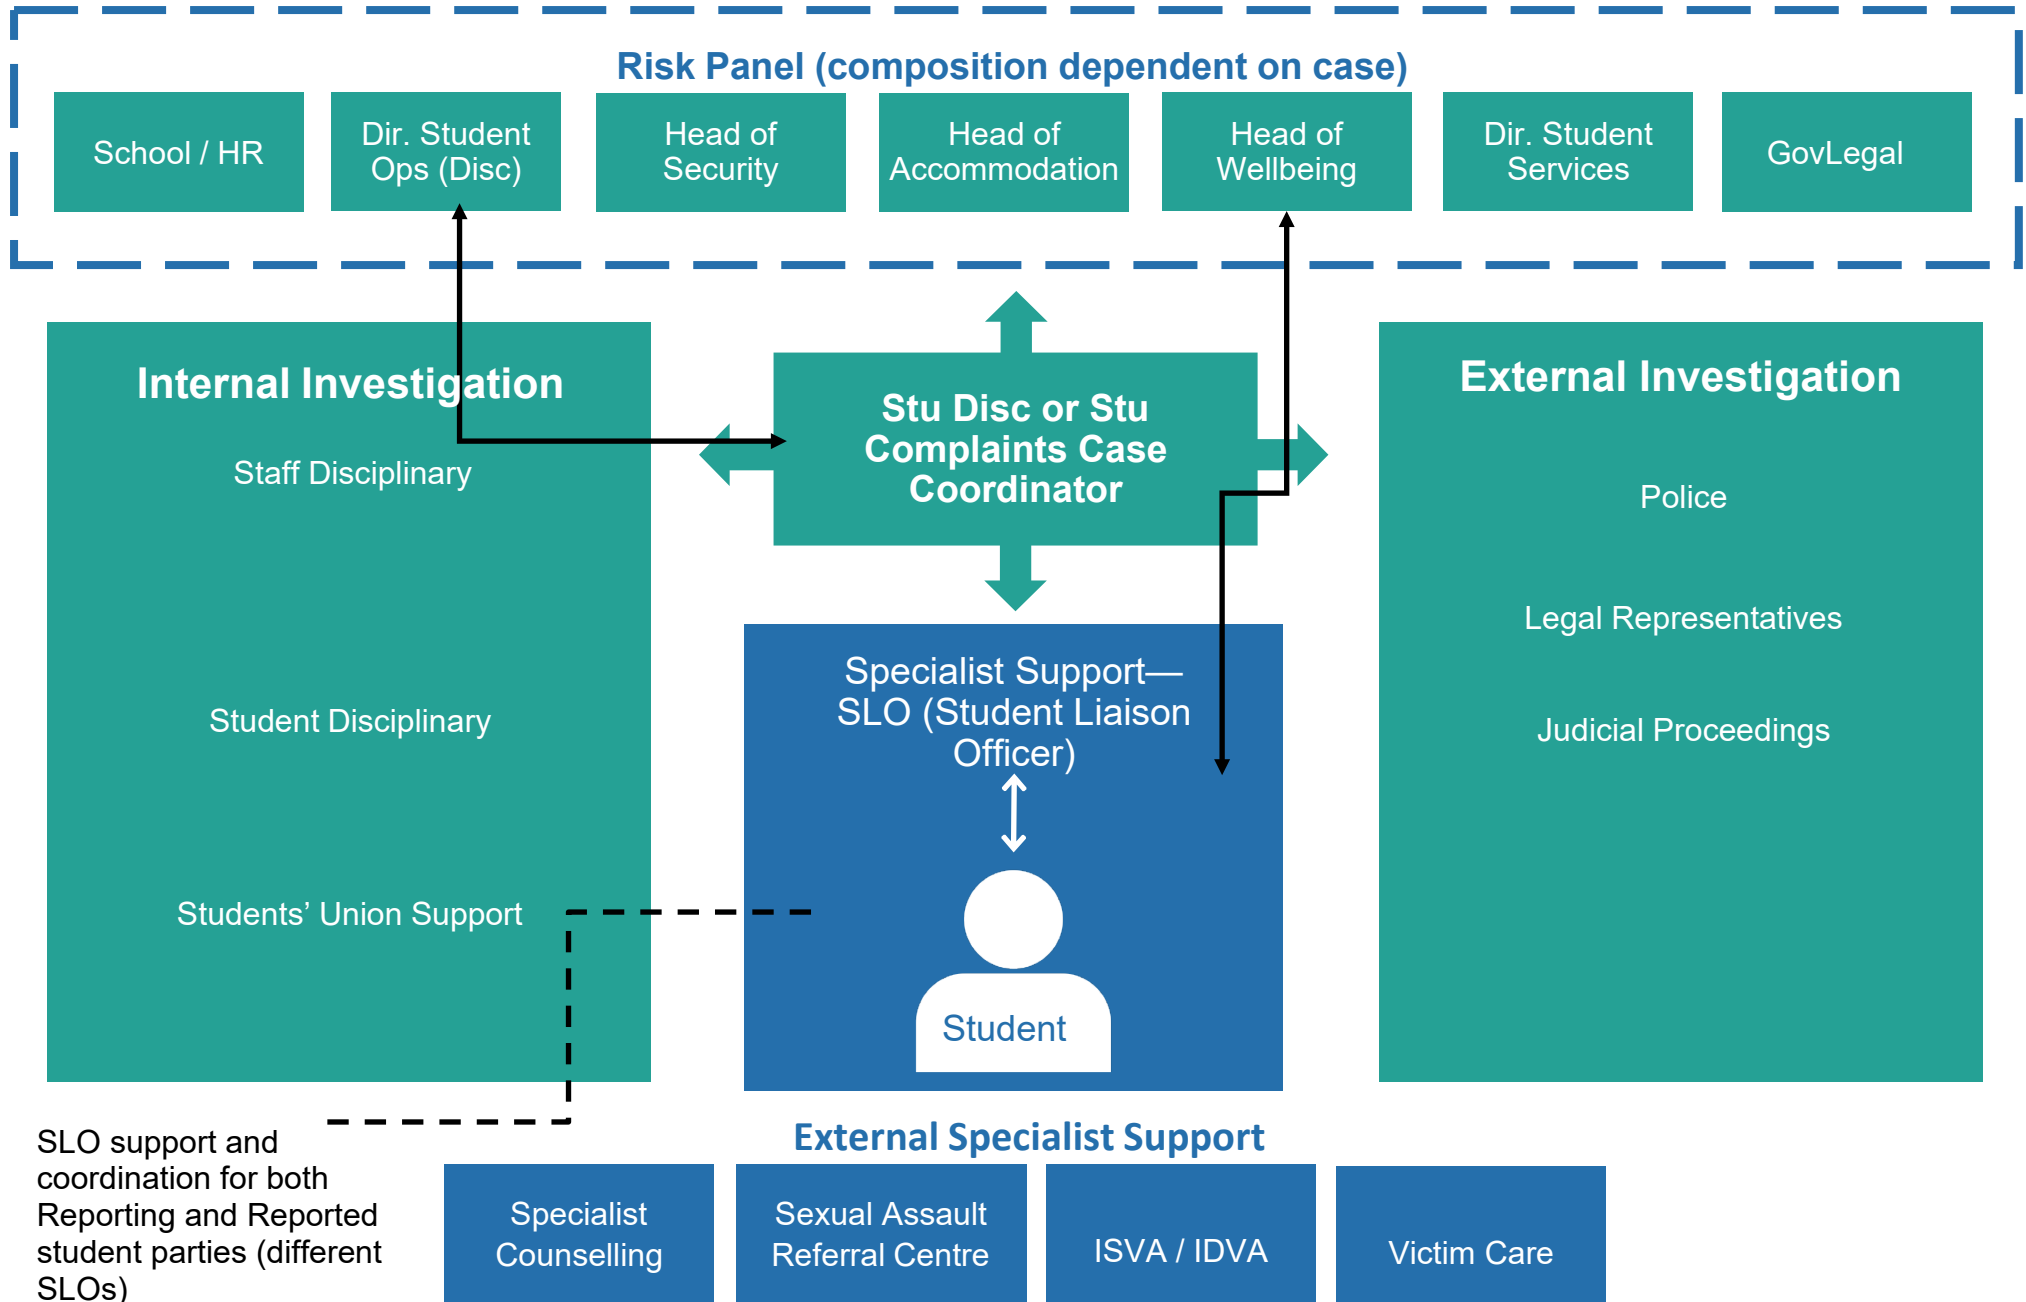 Risk Panel (composition dependent on case)
School / HR
Dir. Student
Ops (Disc)
Head of
Security
Head of
Accommodation
Head of
Wellbeing
Dir. Student
Services
GovLegal
Internal Investigation
Staff Disciplinary
Student Disciplinary
Students’ Union Support
Stu Disc or Stu
Complaints Case
Coordinator
External Investigation
Police
Legal Representatives
Judicial Proceedings
Specialist Support—
SLO (Student Liaison
Officer)
Student
SLO support and
coordination for both
Reporting and Reported
student parties (different
SLOs)
External Specialist Support
Specialist
Counselling
Sexual Assault
Referral Centre
ISVA / IDVA
Victim Care